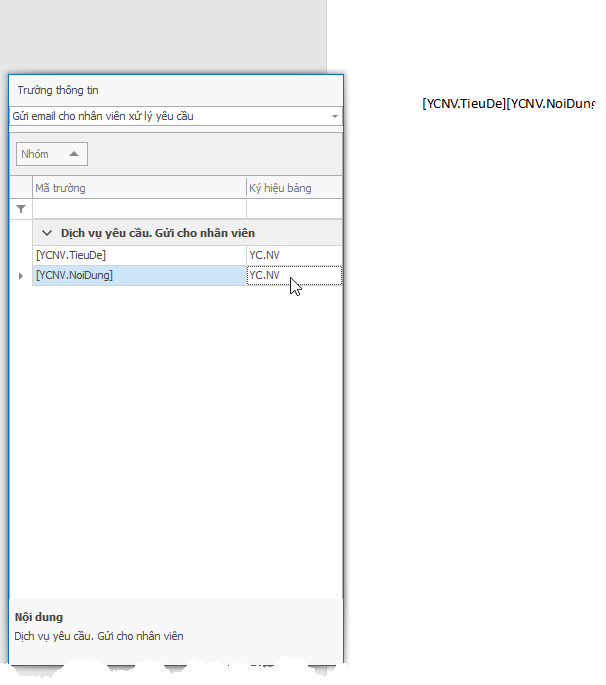 Trường thông tin
Gửi email cho nhân viên xử lý yêu cầu
Nhóm
Mã trường Ký hiệu bảng
Dịch vụ yêu cầu. Gửi cho nhân viên
[YCNV.TieuDe] YC.NV
[YCNV.NoiDung] YC.NV
Nội dung
Dịch vụ yêu cầu. Gửi cho nhân viên
[YCNV.TieuDe][YCNV.NoiDung